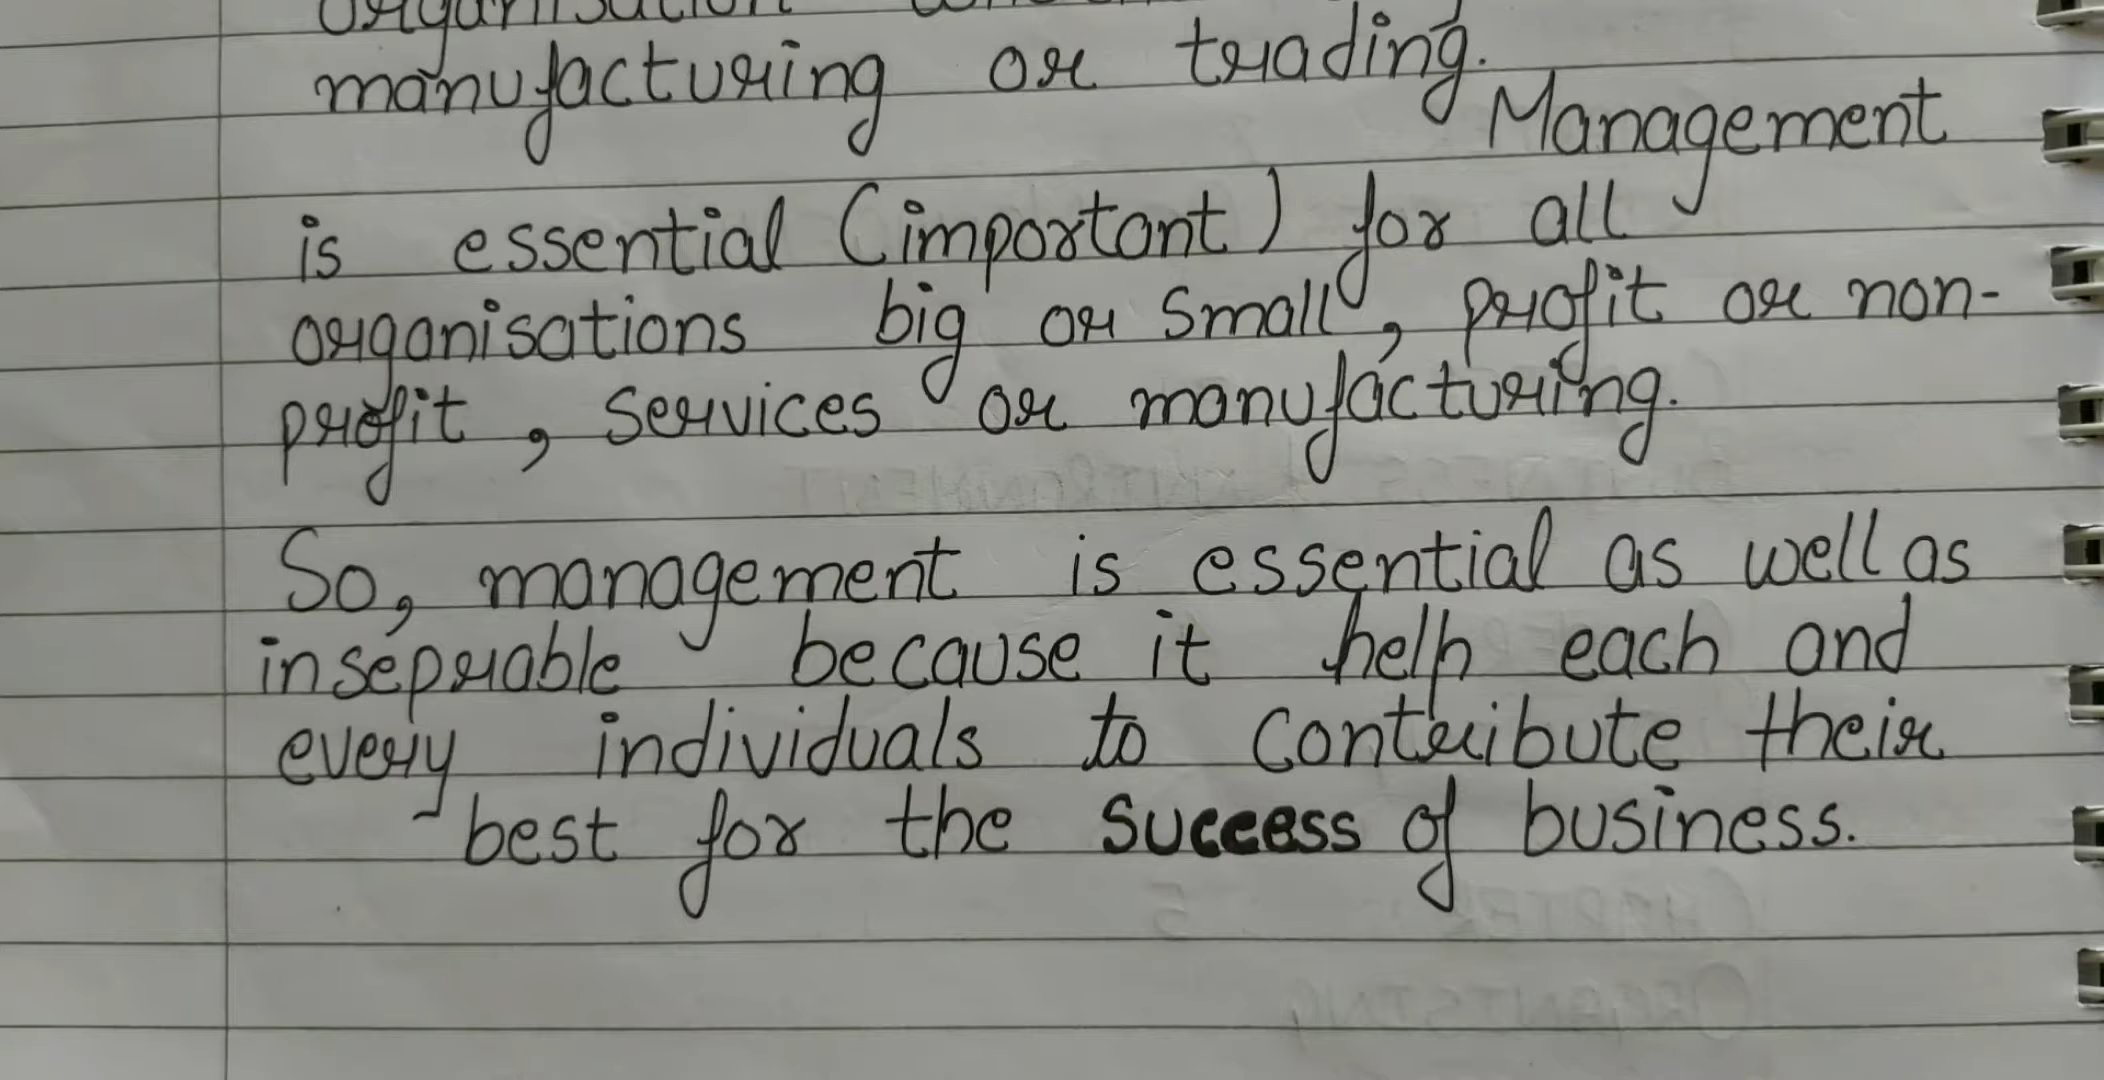 organisation
manufacturing or trading.
Management
is essential (important) for all
organisations big or small, profit or non-
profit, services or manufacturing.
So, management is essential as well as
inseprable because it help each and
every individuals to contribute their
best for the success of business.